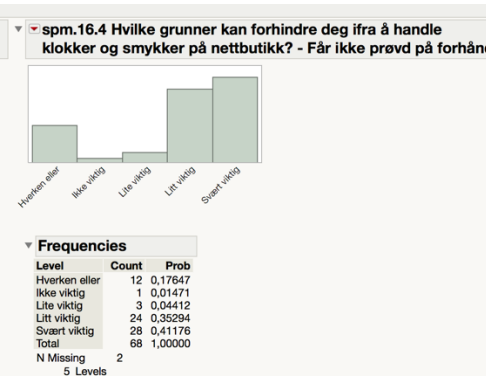 spm.16.4 Hvilke grunner kan forhindre deg ifra å handle
klokker og smykker på nettbutikk? - Får ikke prøvd på forhån
Hverken eller
Ikke viktig
Lite viktig
Litt viktig
Svært viktig
Frequencies
Level Count Prob
Hverken eller 12 0,17647
Ikke viktig 1 0,01471
Lite viktig 3 0,04412
Litt viktig 24 0,35294
Svært viktig 28 0,41176
Total 68 1,00000
N Missing 2
5 Levels